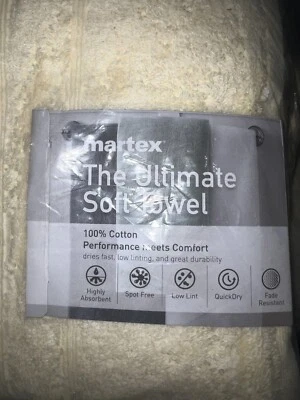 martex
The Ultimate
Soft Towel
100% Cotton
Performance Meets Comfort
dries fast, low linting, and great durability
Highly
Absorbent
Spot Free
Low Lint
QuickDry
Fade
Resistant